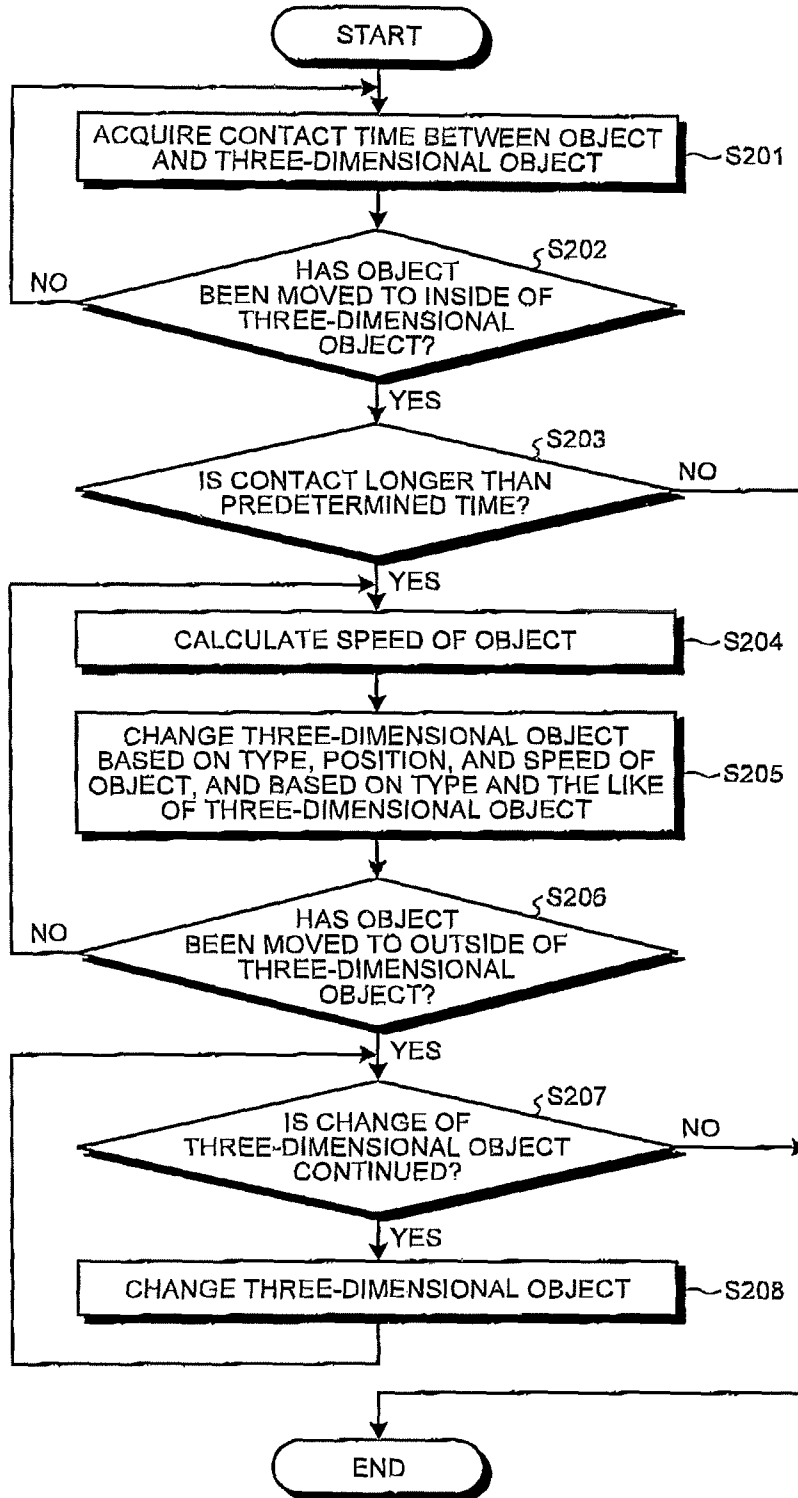 START
ACQUIRE CONTACT TIME BETWEEN OBJECT
AND THREE-DIMENSIONAL OBJECT
S201
S202
HAS OBJECT
BEEN MOVED TO INSIDE OF
THREE-DIMENSIONAL
OBJECT?
NO
YES
S203
IS CONTACT LONGER THAN
PREDETERMINED TIME?
NO
YES
CALCULATE SPEED OF OBJECT
S204
CHANGE THREE-DIMENSIONAL OBJECT
BASED ON TYPE, POSITION, AND SPEED OF
OBJECT, AND BASED ON TYPE AND THE LIKE
OF THREE-DIMENSIONAL OBJECT
S205
S206
HAS OBJECT
BEEN MOVED TO OUTSIDE OF
THREE-DIMENSIONAL
OBJECT?
NO
YES
S207
IS CHANGE OF
THREE-DIMENSIONAL OBJECT
CONTINUED?
NO
YES
CHANGE THREE-DIMENSIONAL OBJECT
S208
END